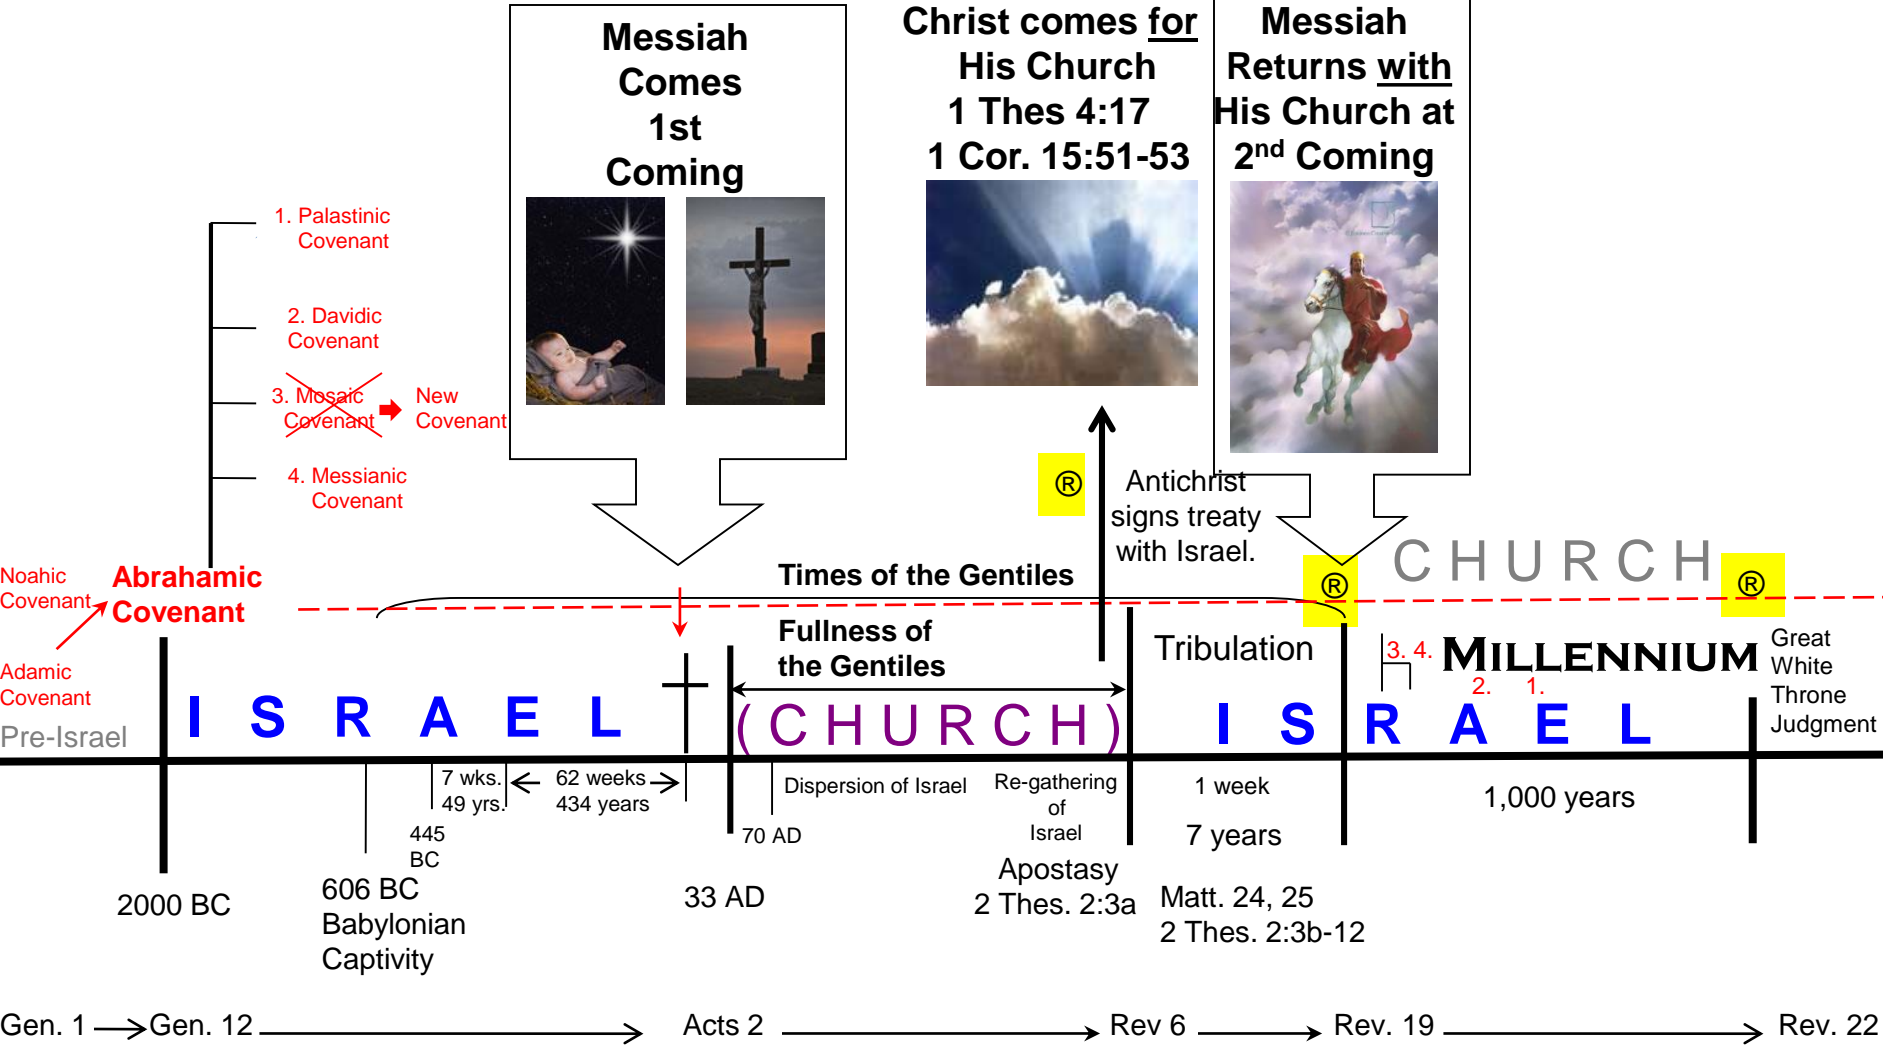 Messiah
Comes
1st
Coming
Christ comes for
His Church
1 Thes 4:17
1 Cor. 15:51-53
Messiah
Returns with
His Church at
2nd Coming
1. Palastinic
Covenant
2. Davidic
Covenant
3. Mosaic
Covenant
New
Covenant
4. Messianic
Covenant
®
Antichrist
signs treaty
with Israel.
Noahic
Covenant
Abrahamic
Covenant
Adamic
Covenant
Pre-Israel
Times of the Gentiles
Fullness of
the Gentiles
®
CHURCH
®
Tribulation
3. 4.
MILLENNIUM
2. 1.
Great
White
Throne
Judgment
ISRAEL
(CHURCH)
ISRAEL
7 wks.
49 yrs.
62 weeks
434 years
Dispersion of Israel
Re-gathering
of
Israel
1 week
7 years
1,000 years
445
BC
70 AD
Apostasy
2 Thes. 2:3a
2000 BC
606 BC
Babylonian
Captivity
33 AD
Matt. 24, 25
2 Thes. 2:3b-12
Gen. 1 Gen. 12 Acts 2 Rev 6 Rev. 19 Rev. 22